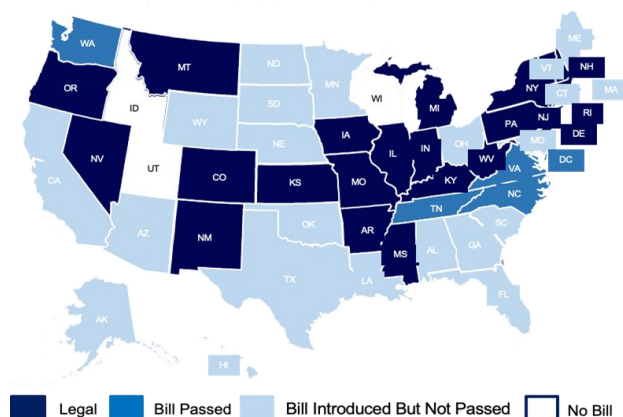 WA
ME
MT
ND
VT
NH
OR
MN
ID
WI
NY
MA
SD
MI
CT
WY
RI
IA
PA
NJ
NE
DE
NV
OH
IL
IN
MD
UT
DC
CO
WV
VA
CA
KS
MO
KY
NC
TN
OK
AZ
NM
AR
SC
MS
AL
GA
TX
LA
FL
AK
HI
Legal Bill Passed Bill Introduced But Not Passed No Bill